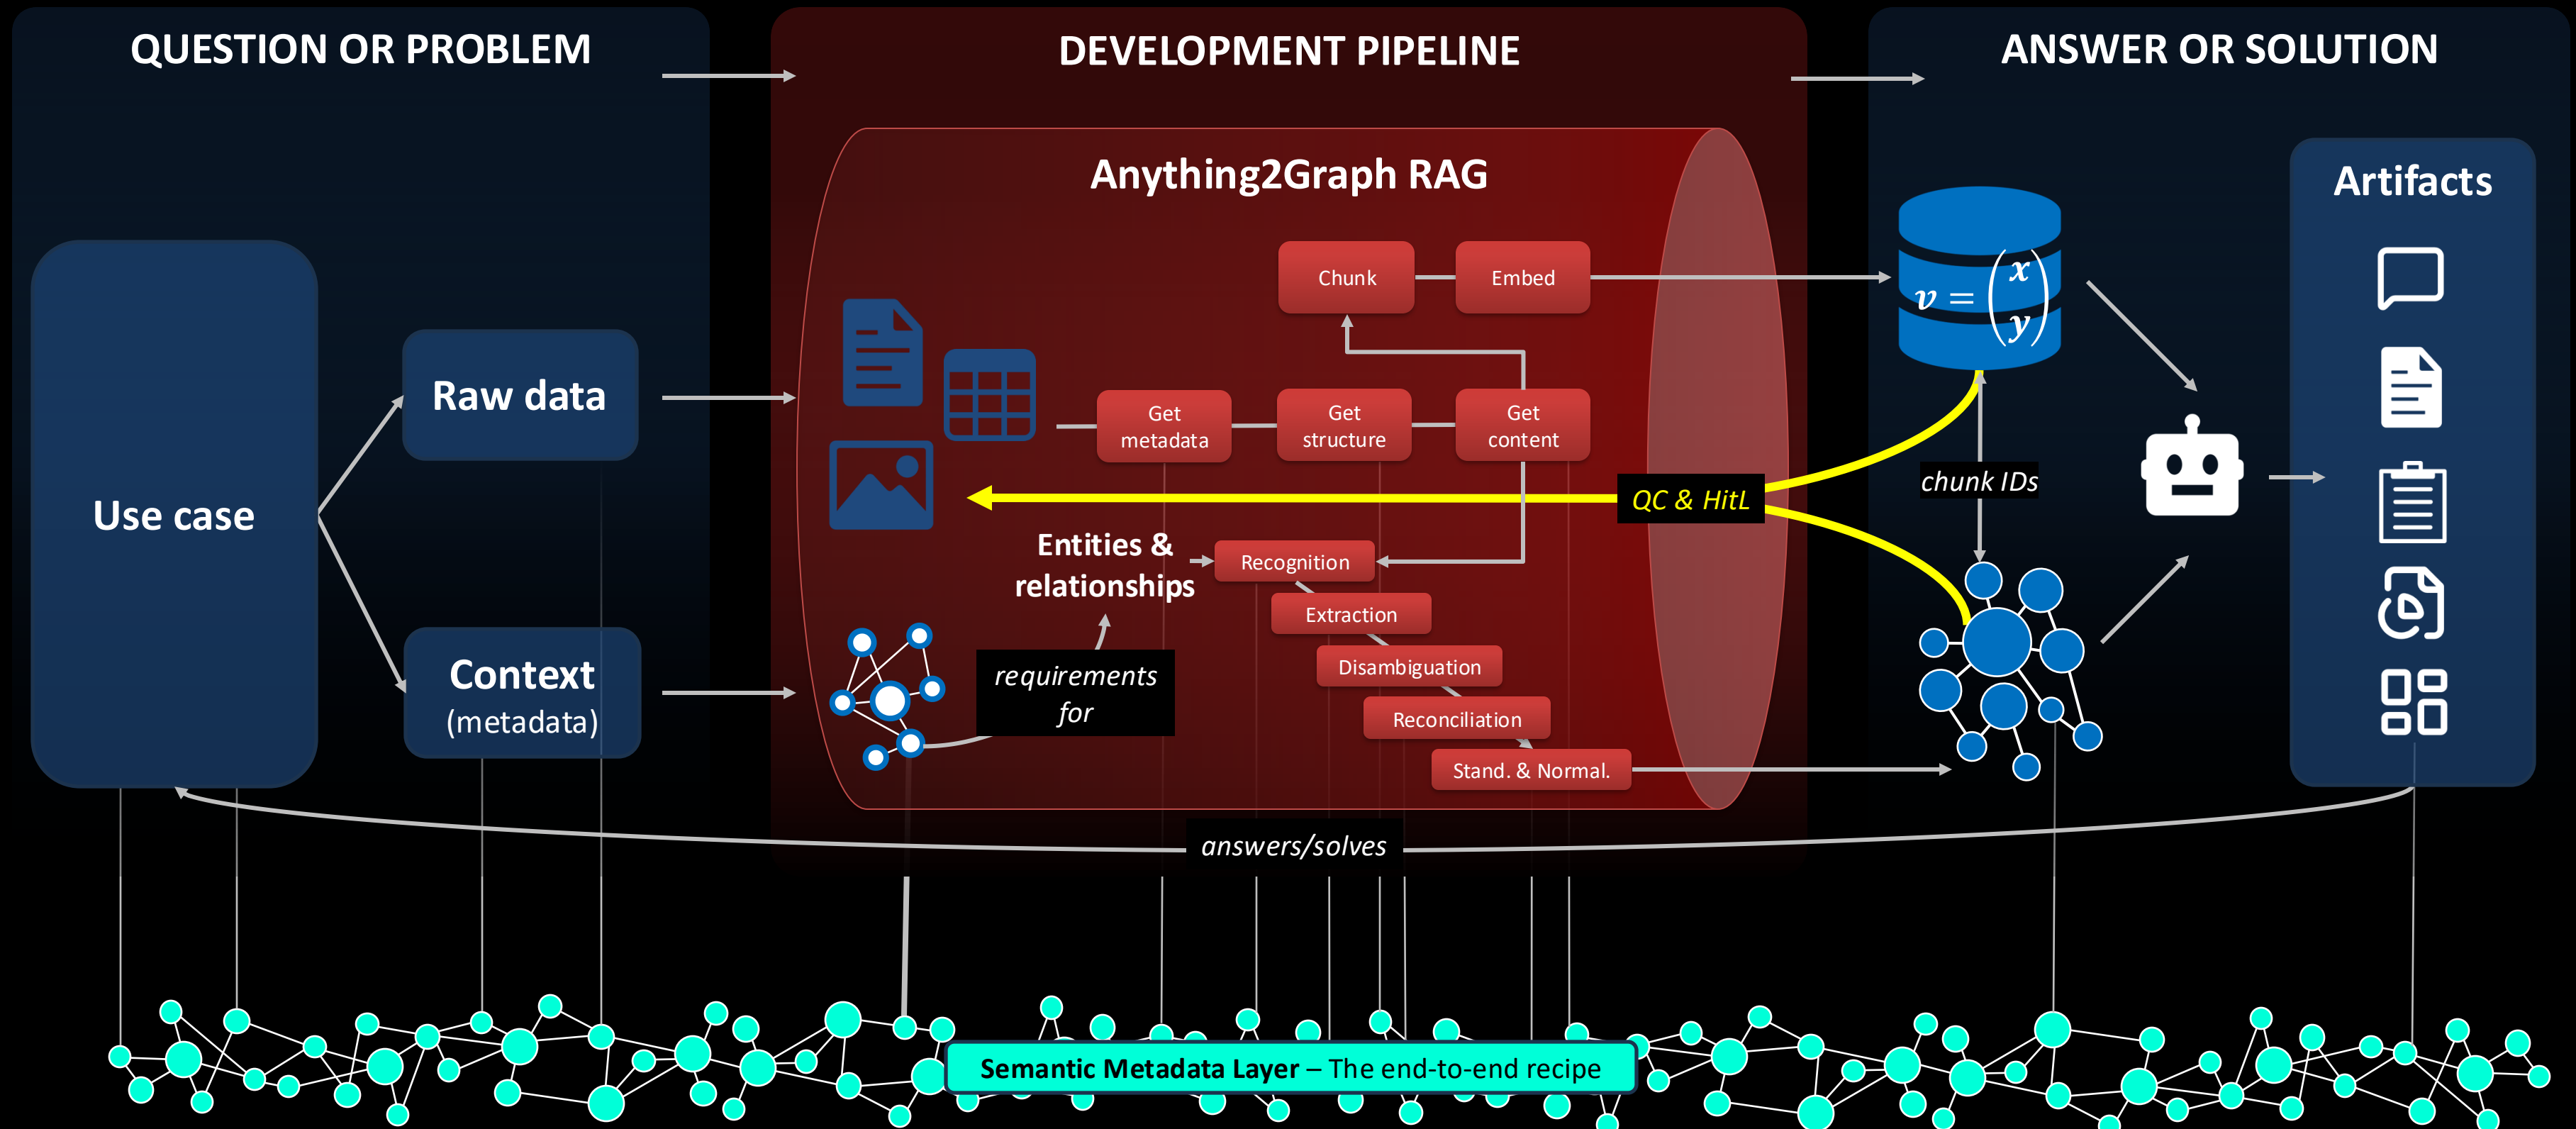 QUESTION OR PROBLEM
DEVELOPMENT PIPELINE
ANSWER OR SOLUTION
Anything2Graph RAG
Artifacts
Use case
Raw data
Context
(metadata)
Chunk
Embed
Get
metadata
Get
structure
Get
content
QC & HitL
Entities &
relationships
requirements
for
Recognition
Extraction
Disambiguation
Reconciliation
Stand. & Normal.
v = (x
y)
chunk IDs
answers/solves
Semantic Metadata Layer – The end-to-end recipe